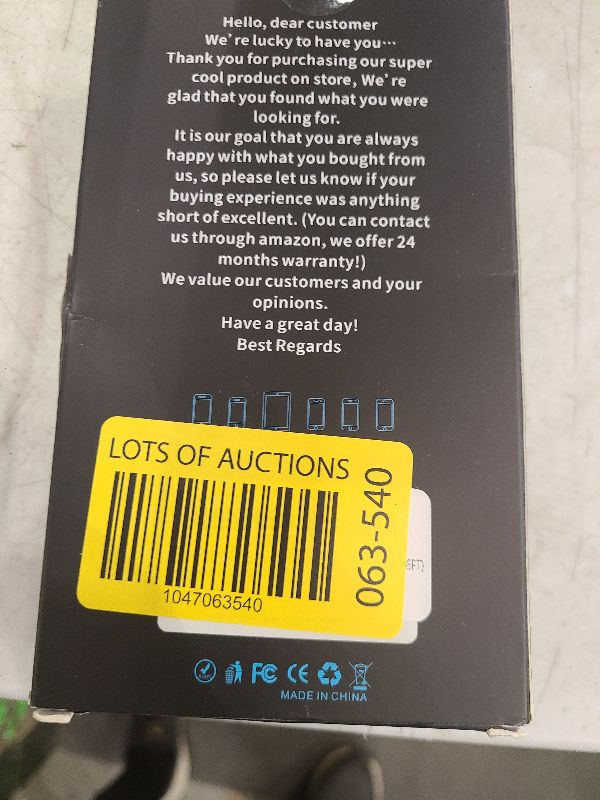 Hello, dear customer
We're lucky to have you…
Thank you for purchasing our super
cool product on store, We're
glad that you found what you were
looking for.
It is our goal that you are always
happy with what you bought from
us, so please let us know if your
buying experience was anything
short of excellent. (You can contact
us through amazon, we offer 24
months warranty!)
We value our customers and your
opinions.
Have a great day!
Best Regards
LOTS OF AUCTIONS
1047063540
063-540
6FT)
FC CE
MADE IN CHINA